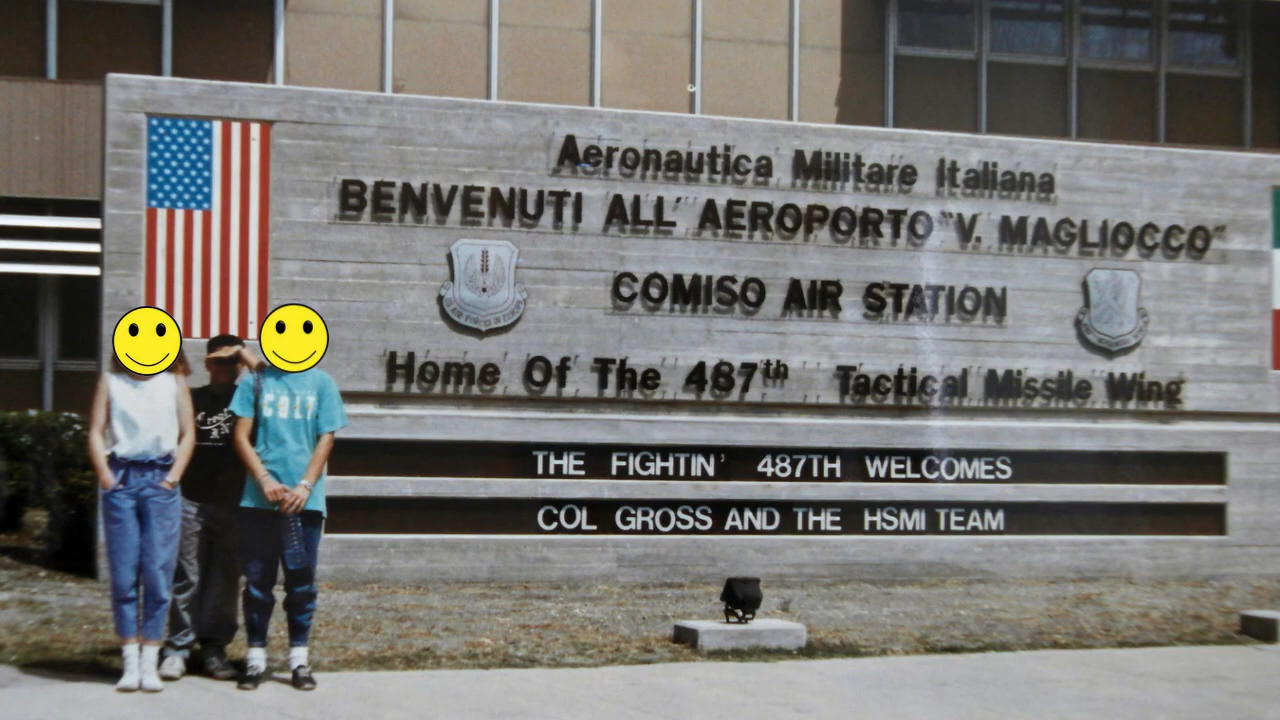 Aeronautica Militare Italiana
BENVENUTI ALL' AEROPORTO "V. MAGLIOCCO"
COMISO AIR STATION
Home Of The 487th Tactical Missile Wing
THE FIGHTIN' 487TH WELCOMES
COL GROSS AND THE HSMI TEAM
COLT